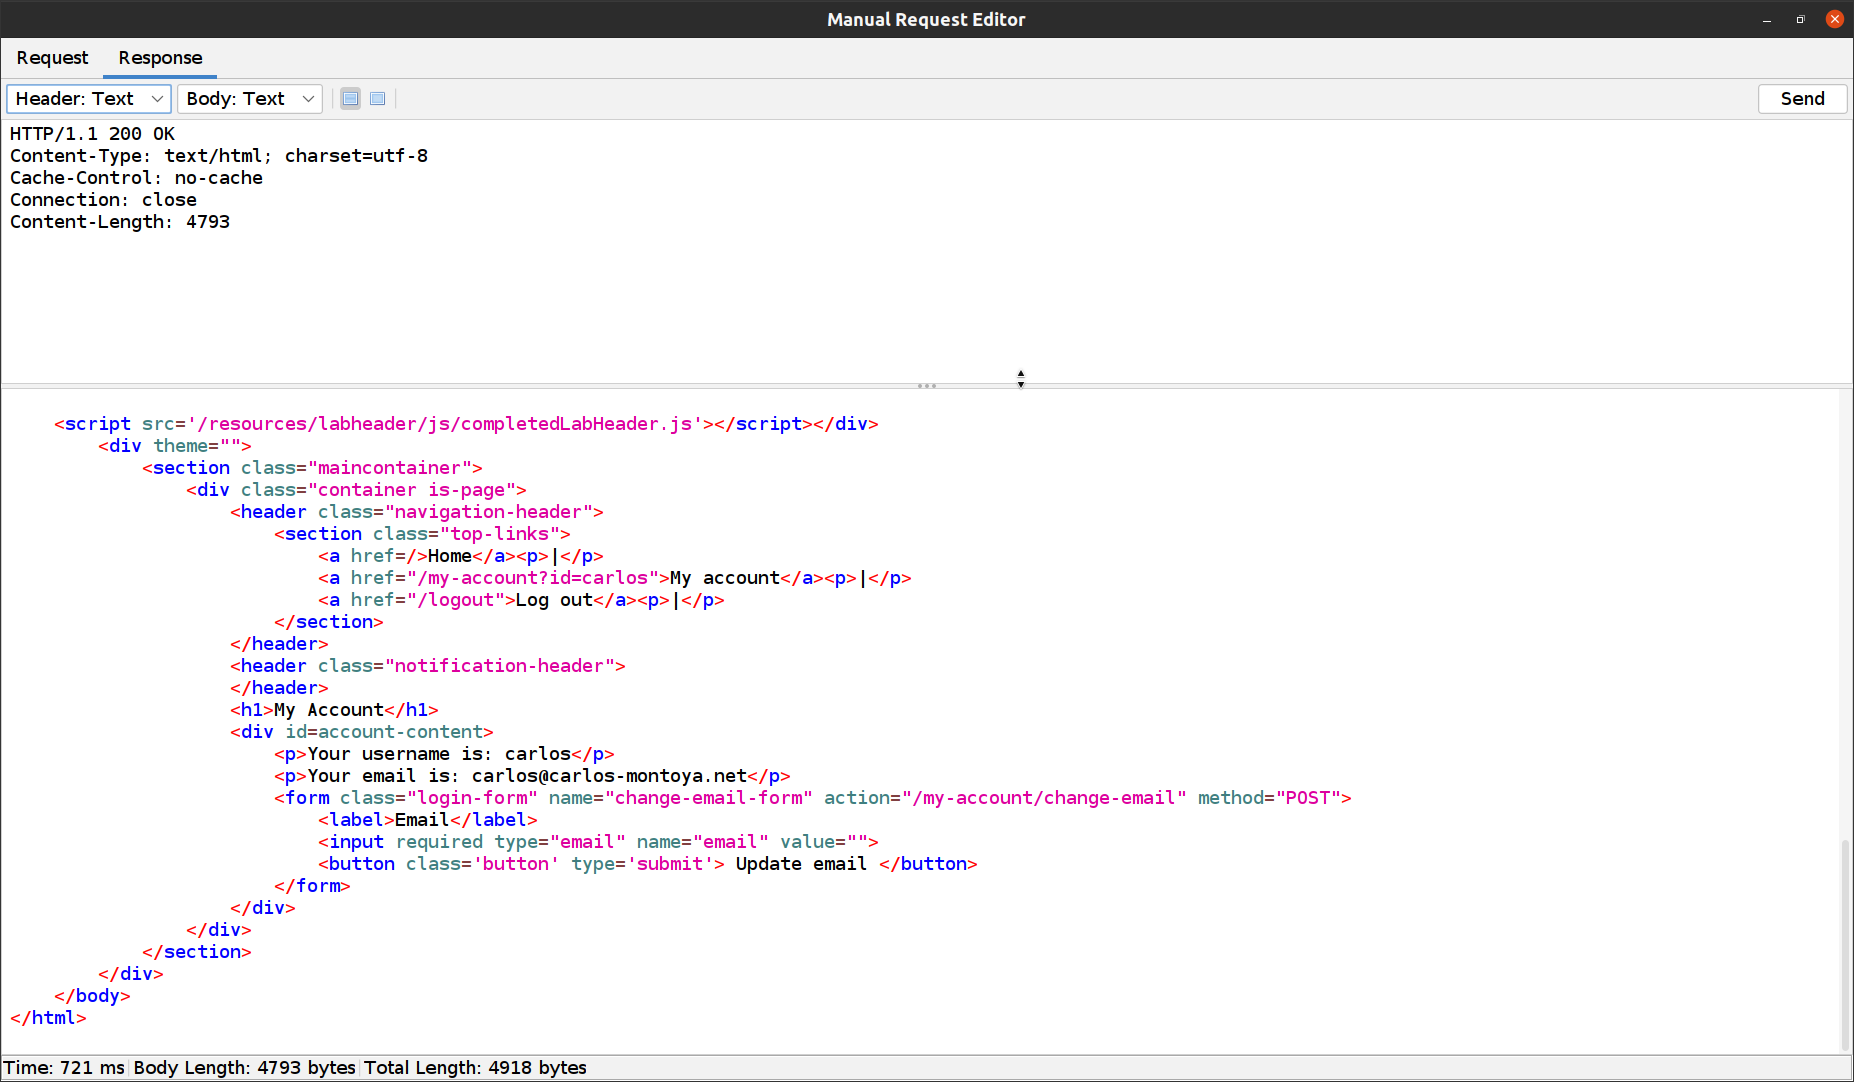 Manual Request Editor
Request Response
Header: Text Body: Text Send
HTTP/1.1 200 OK
Content-Type: text/html; charset=utf-8
Cache-Control: no-cache
Connection: close
Content-Length: 4793
<script src='/resources/labheader/js/completedLabHeader.js'></script></div>
<div theme="">
<section class="maincontainer">
<div class="container is-page">
<header class="navigation-header">
<section class="top-links">
<a href=/>Home</a><p>|</p>
<a href="/my-account?id=carlos">My account</a><p>|</p>
<a href="/logout">Log out</a><p>|</p>
</section>
</header>
<header class="notification-header">
</header>
<h1>My Account</h1>
<div id=account-content>
<p>Your username is: carlos</p>
<p>Your email is: carlos@carlos-montoya.net</p>
<form class="login-form" name="change-email-form" action="/my-account/change-email" method="POST">
<label>Email</label>
<input required type="email" name="email" value="">
<button class='button' type='submit'> Update email </button>
</form>
</div>
</div>
</section>
</div>
</body>
</html>
Time: 721 ms Body Length: 4793 bytes Total Length: 4918 bytes